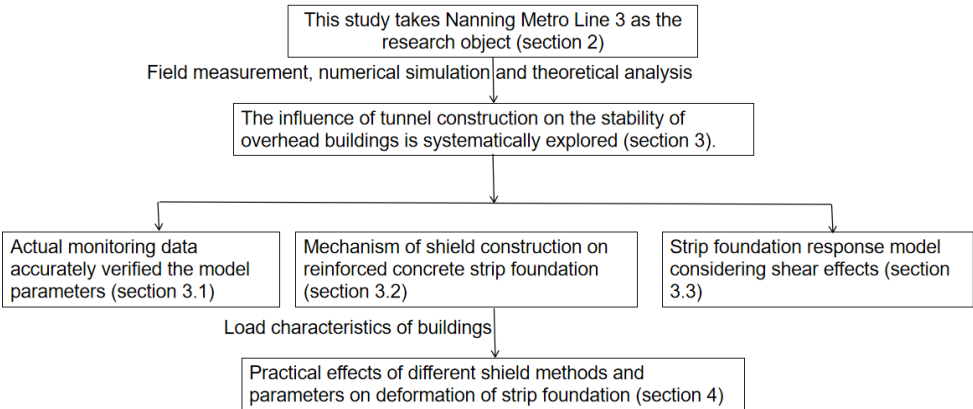 This study takes Nanning Metro Line 3 as the
research object (section 2)
Field measurement, numerical simulation and theoretical analysis
The influence of tunnel construction on the stability of
overhead buildings is systematically explored (section 3).
Actual monitoring data
accurately verified the model
parameters (section 3.1)
Mechanism of shield construction on
reinforced concrete strip foundation
(section 3.2)
Strip foundation response model
considering shear effects (section
3.3)
Load characteristics of buildings
Practical effects of different shield methods and
parameters on deformation of strip foundation (section 4)